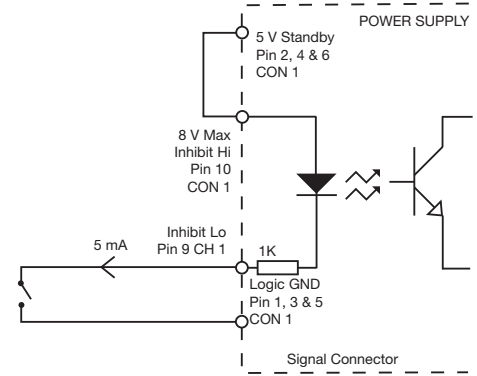 POWER SUPPLY
5 V Standby
Pin 2, 4 & 6
CON 1
8 V Max
Inhibit Hi
Pin 10
CON 1
Inhibit Lo
Pin 9 CH 1
5 mA
1K
Logic GND
Pin 1, 3 & 5
CON 1
Signal Connector